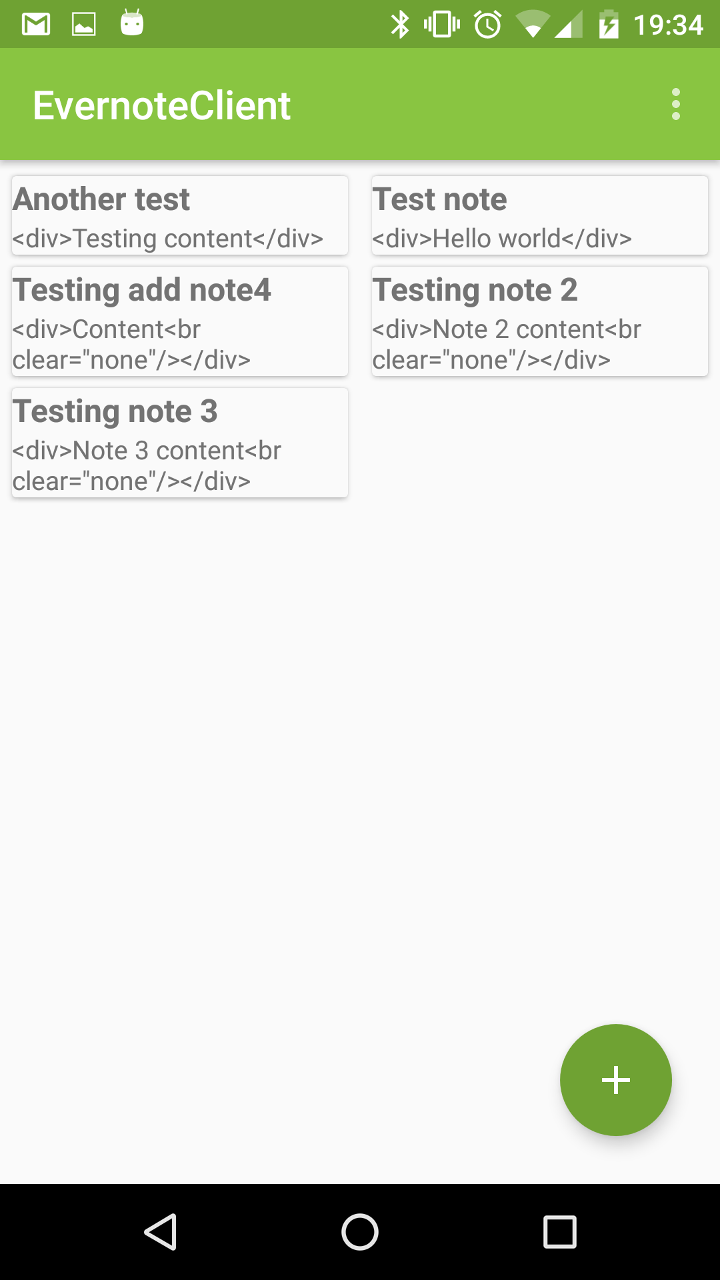 19:34
EvernoteClient
Another test
<div>Testing content</div>
Test note
<div>Hello world</div>
Testing add note4
<div>Content<br
clear="none"/></div>
Testing note 2
<div>Note 2 content<br
clear="none"/></div>
Testing note 3
<div>Note 3 content<br
clear="none"/></div>